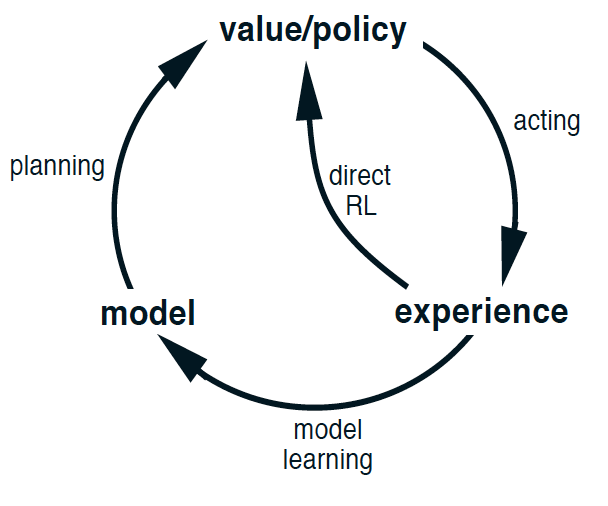 value/policy
acting
planning
direct
RL
model
experience
model
learning